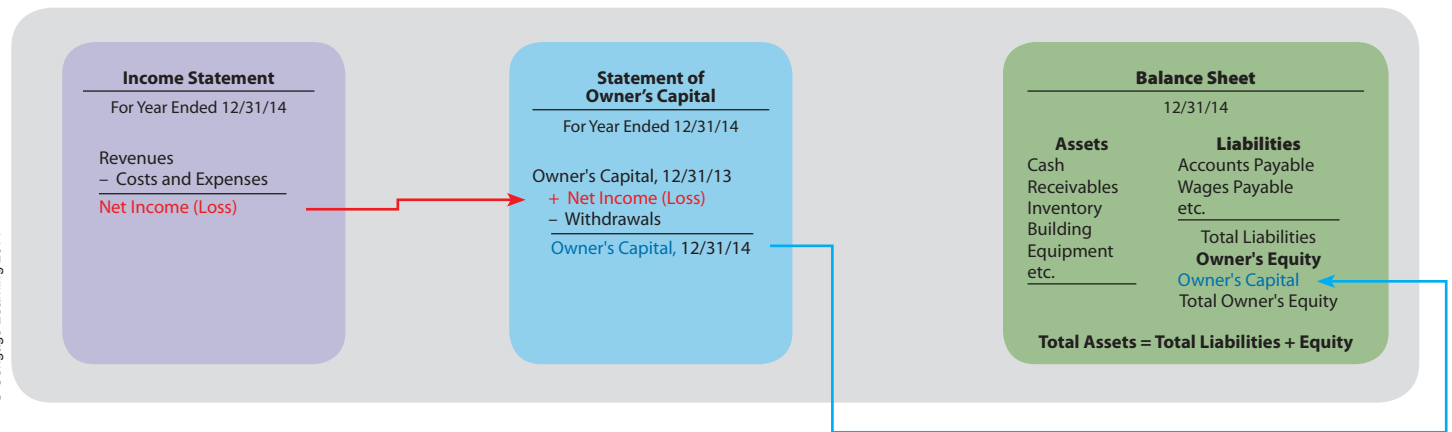 Income Statement
For Year Ended 12/31/14
Revenues
– Costs and Expenses
Net Income (Loss)
Statement of
Owner's Capital
For Year Ended 12/31/14
Owner's Capital, 12/31/13
+ Net Income (Loss)
– Withdrawals
Owner's Capital, 12/31/14
Balance Sheet
12/31/14
Assets
Cash
Receivables
Inventory
Building
Equipment
etc.
Liabilities
Accounts Payable
Wages Payable
etc.
Total Liabilities
Owner's Equity
Owner's Capital
Total Owner's Equity
Total Assets = Total Liabilities + Equity